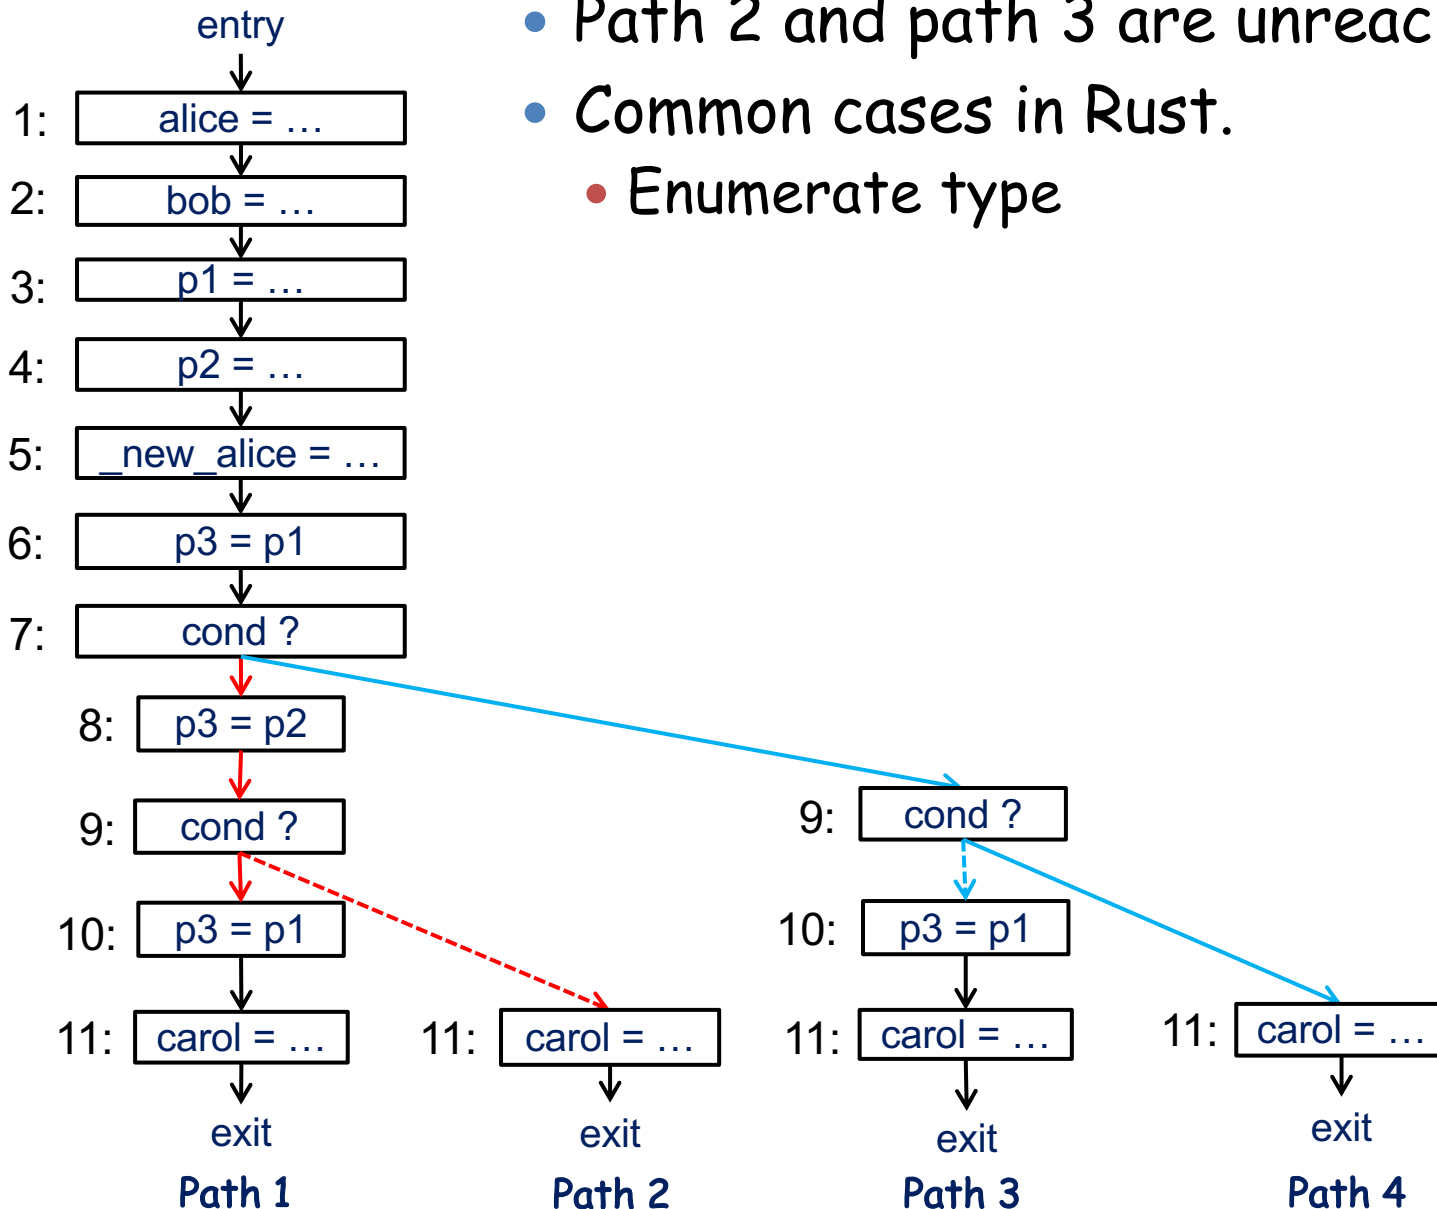 entry
• Path 2 and path 3 are unreac
1: alice = …
• Common cases in Rust.
2: bob = …
• Enumerate type
3: p1 = …
4: p2 = …
5: _new_alice = …
6: p3 = p1
7: cond ?
8: p3 = p2
9: cond ?
9: cond ?
10: p3 = p1
10: p3 = p1
11: carol = …
11: carol = …
11: carol = …
11: carol = …
exit
exit
exit
exit
Path 1
Path 2
Path 3
Path 4